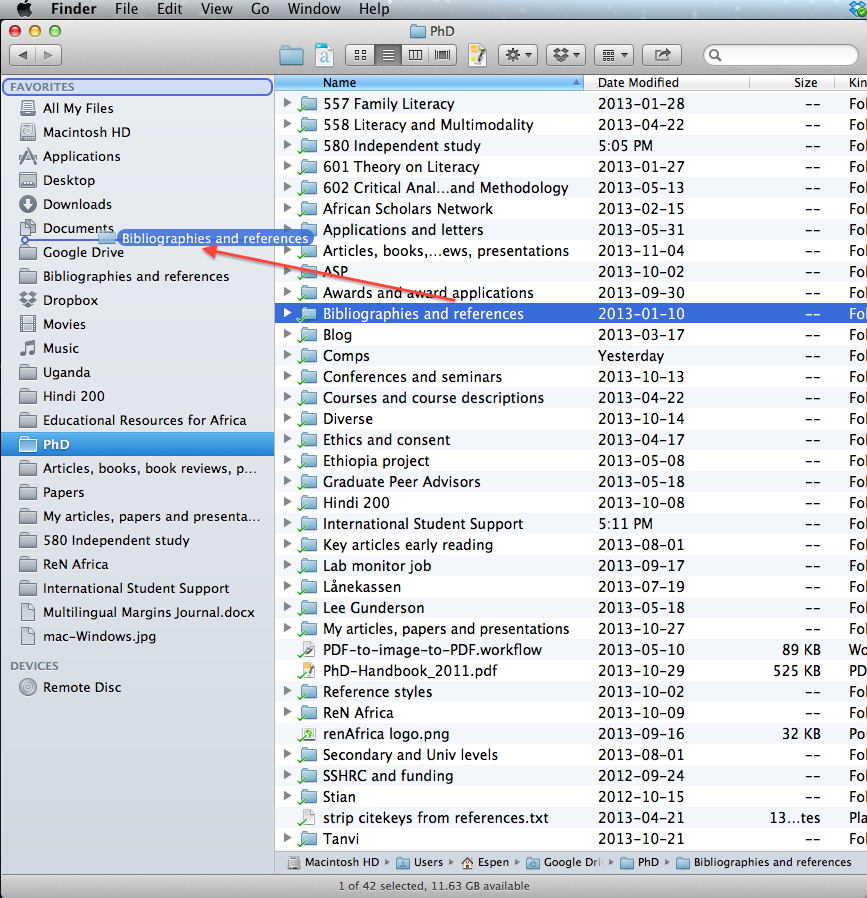 Finder File Edit View Go Window Help
PhD
FAVORITES
All My Files
Macintosh HD
Applications
Desktop
Downloads
Documents
Bibliographies and references
Google Drive
Bibliographies and references
Dropbox
Movies
Music
Uganda
Hindi 200
Educational Resources for Africa
PhD
Articles, books, book reviews, p...
Papers
My articles, papers and presenta...
580 Independent study
ReN Africa
International Student Support
Multilingual Margins Journal.docx
mac-Windows.jpg
DEVICES
Remote Disc
Name Date Modified Size Kin
557 Family Literacy 2013-01-28 -- Fol
558 Literacy and Multimodality 2013-04-22 -- Fol
580 Independent study 5:05 PM -- Fol
601 Theory on Literacy 2013-01-27 -- Fol
602 Critical Anal...and Methodology 2013-05-13 -- Fol
African Scholars Network 2013-02-15 -- Fol
Applications and letters 2013-05-31 -- Fol
Articles, books,...ews, presentations 2013-11-04 -- Fol
ASP 2013-10-02 -- Fol
Awards and award applications 2013-09-30 -- Fol
Bibliographies and references 2013-01-10 -- Fol
Blog 2013-03-17 -- Fol
Comps Yesterday -- Fol
Conferences and seminars 2013-10-13 -- Fol
Courses and course descriptions 2013-04-22 -- Fol
Diverse 2013-10-14 -- Fol
Ethics and consent 2013-04-17 -- Fol
Ethiopia project 2013-05-08 -- Fol
Graduate Peer Advisors 2013-05-18 -- Fol
Hindi 200 2013-10-08 -- Fol
International Student Support 5:11 PM -- Fol
Key articles early reading 2013-08-01 -- Fol
Lab monitor job 2013-09-17 -- Fol
Lånekassen 2013-07-19 -- Fol
Lee Gunderson 2013-05-18 -- Fol
My articles, papers and presentations 2013-10-27 -- Fol
PDF-to-image-to-PDF.workflow 2013-05-10 89 KB Wo
PhD-Handbook_2011.pdf 2013-10-29 525 KB PD
Reference styles 2013-10-02 -- Fol
ReN Africa 2013-10-09 -- Fol
renAfrica logo.png 2013-09-16 32 KB Po
Secondary and Univ levels 2013-08-01 -- Fol
SSHRC and funding 2012-09-24 -- Fol
Stian 2012-10-15 -- Fol
strip citekeys from references.txt 2013-04-21 13...tes Pla
Tanvi 2013-10-21 -- Fol
Macintosh HD Users Espen Google Dri PhD Bibliographies and references
1 of 42 selected, 11.63 GB available